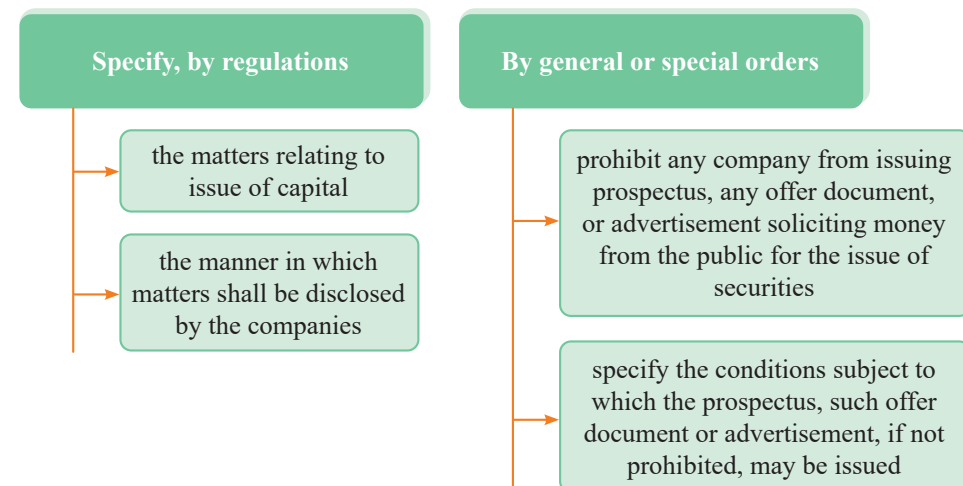 Specify, by regulations
the matters relating to
issue of capital
the manner in which
matters shall be disclosed
by the companies
By general or special orders
prohibit any company from issuing
prospectus, any offer document,
or advertisement soliciting money
from the public for the issue of
securities
specify the conditions subject to
which the prospectus, such offer
document or advertisement, if not
prohibited, may be issued